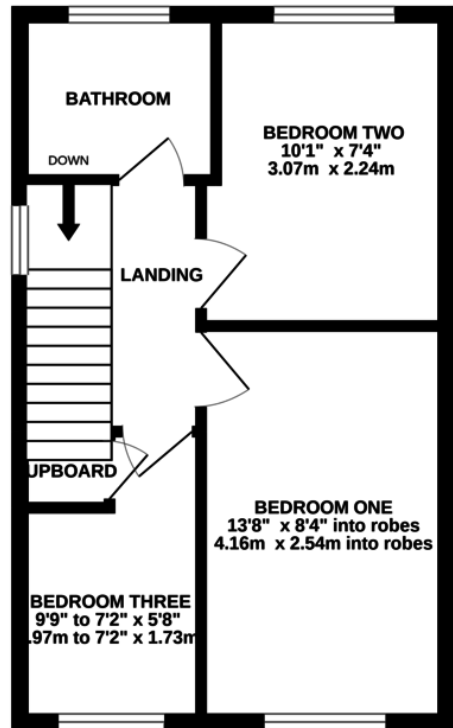 BATHROOM
DOWN
BEDROOM TWO
10'1" x 7'4"
3.07m x 2.24m
LANDING
UPBOARD
BEDROOM ONE
13'8" x 8'4" into robes
4.16m x 2.54m into robes
BEDROOM THREE
9'9" to 7'2" x 5'8"
.97m to 7'2" x 1.73m